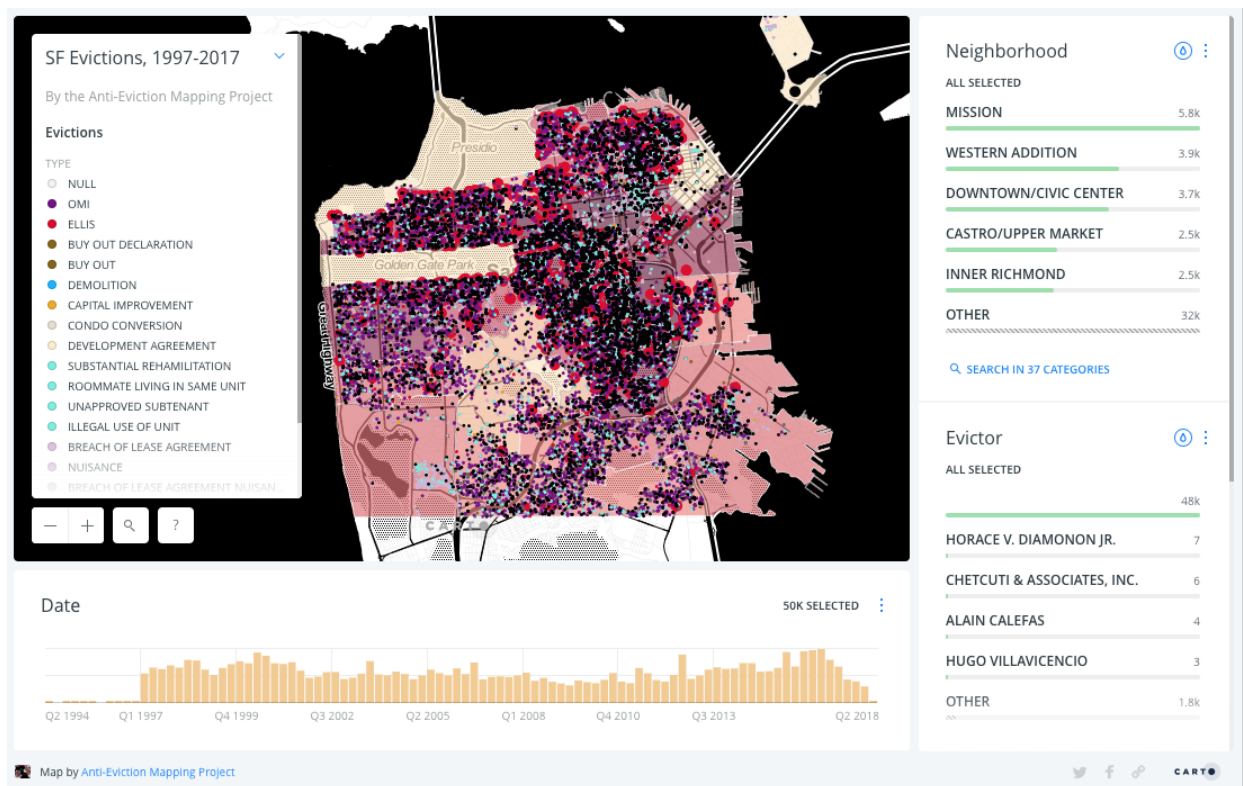 SF Evictions, 1997-2017
By the Anti-Eviction Mapping Project
Evictions
TYPE
NULL
OMI
ELLIS
BUY OUT DECLARATION
BUY OUT
DEMOLITION
CAPITAL IMPROVEMENT
CONDO CONVERSION
DEVELOPMENT AGREEMENT
SUBSTANTIAL REHAMILITATION
ROOMMATE LIVING IN SAME UNIT
UNAPPROVED SUBTENANT
ILLEGAL USE OF UNIT
BREACH OF LEASE AGREEMENT
NUISANCE
BREACH OF LEASE AGREEMENT NUISAN...
− + ?
Presidio
Golden Gate Park
Sa
Great Highway
CARTO
Neighborhood
ALL SELECTED
MISSION 5.8k
WESTERN ADDITION 3.9k
DOWNTOWN/CIVIC CENTER 3.7k
CASTRO/UPPER MARKET 2.5k
INNER RICHMOND 2.5k
OTHER 32k
SEARCH IN 37 CATEGORIES
Evictor
ALL SELECTED
48k
HORACE V. DIAMONON JR. 7
CHETCUTI & ASSOCIATES, INC. 6
ALAIN CALEFAS 4
HUGO VILLAVICENCIO 3
OTHER 1.8k
Date 50K SELECTED
Q2 1994 Q1 1997 Q4 1999 Q3 2002 Q2 2005 Q1 2008 Q4 2010 Q3 2013 Q2 2018
Map by Anti-Eviction Mapping Project
CARTO